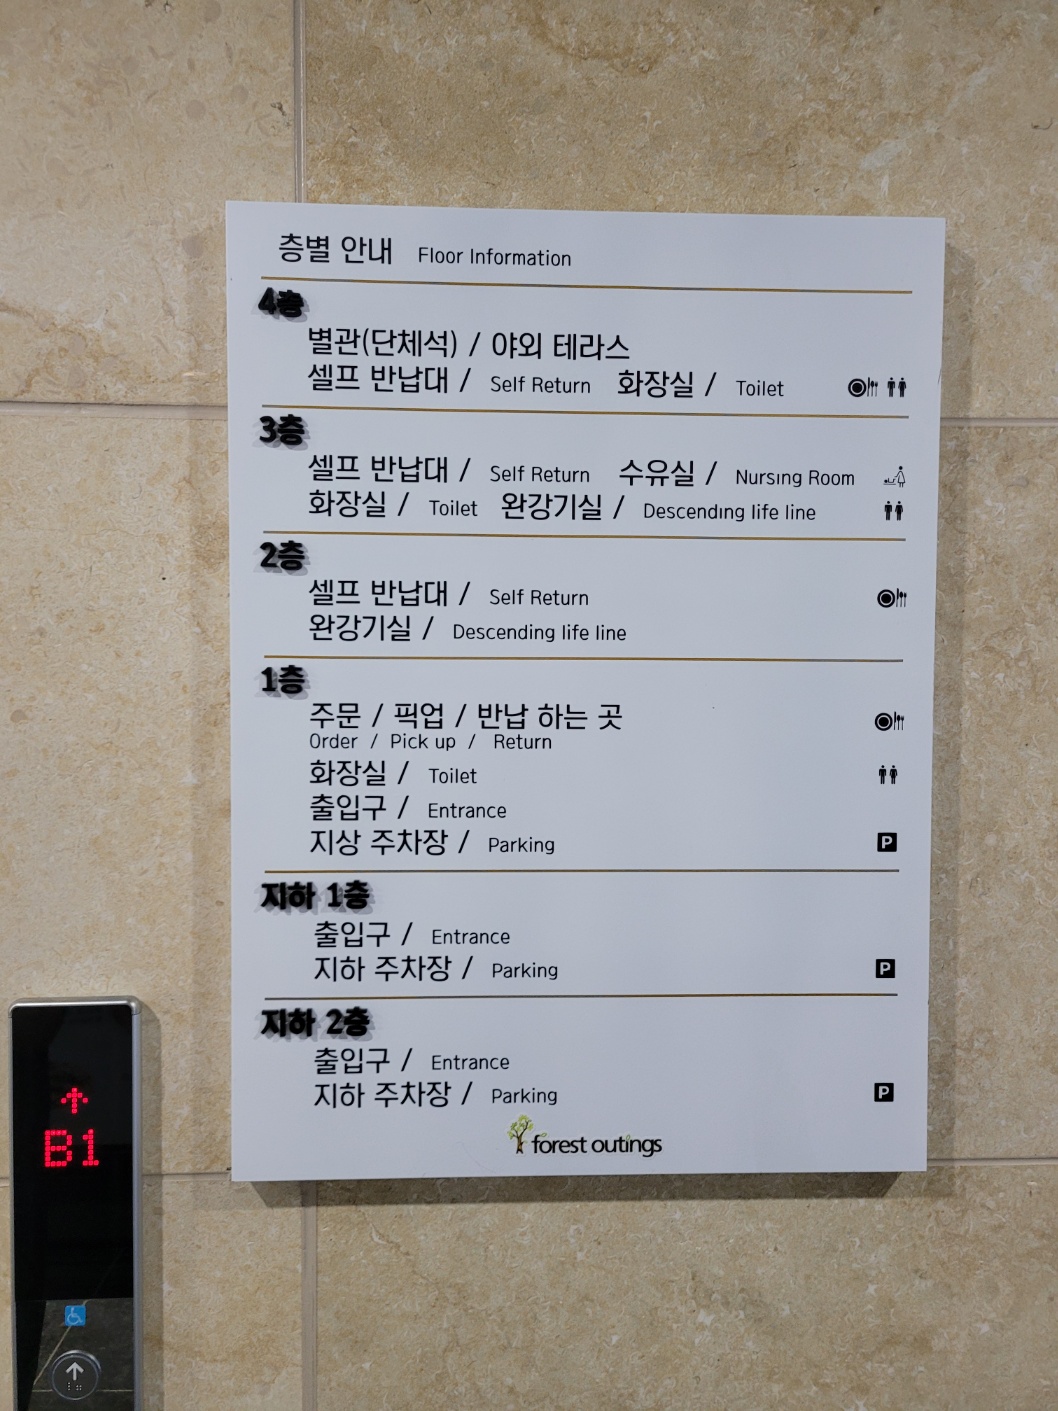 층별 안내 Floor Information
4층
별관(단체석) / 야외 테라스
셀프 반납대 / Self Return 화장실 / Toilet
3층
셀프 반납대 / Self Return 수유실 / Nursing Room
화장실 / Toilet 완강기실 / Descending life line
2층
셀프 반납대 / Self Return
완강기실 / Descending life line
1층
주문 / 픽업 / 반납 하는 곳
Order / Pick up / Return
화장실 / Toilet
출입구 / Entrance
지상 주차장 / Parking
P
지하 1층
출입구 / Entrance
지하 주차장 / Parking
P
지하 2층
출입구 / Entrance
지하 주차장 / Parking
P
forest outings
B1